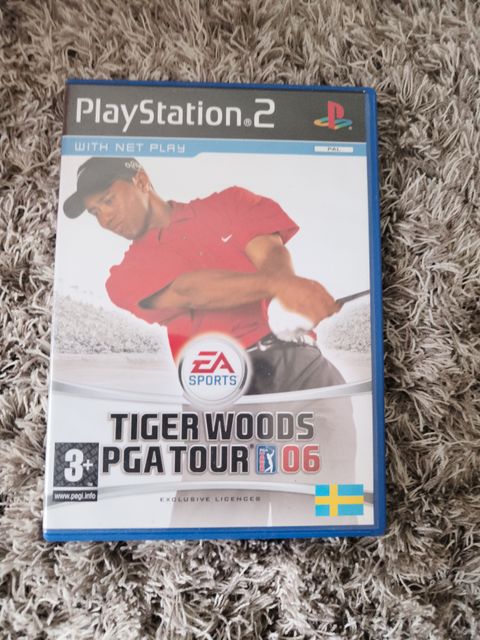 PlayStation®2
WITH NET PLAY
PAL
EA
SPORTS
TIGER WOODS
PGA TOUR 06
3+
www.pegi.info
EXCLUSIVE LICENCES